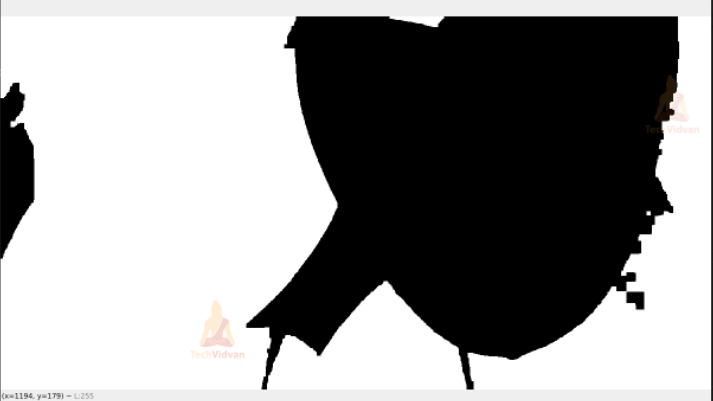 TechVidvan
TechVidvan
(x=1194, y=179) ~ L:255